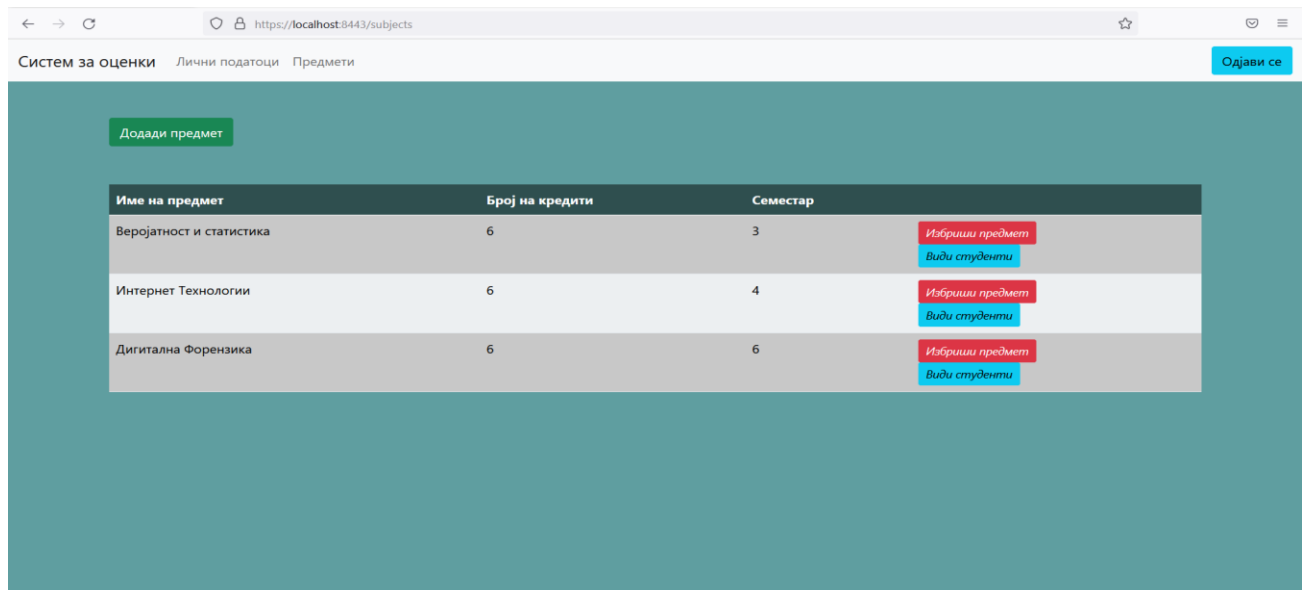 https://localhost:8443/subjects
Систем за оценки Лични податоци Предмети Одјави се
Додади предмет
Име на предмет Број на кредити Семестар
Веројатност и статистика 6 3 Избриши предмет
Види студенти
Интернет Технологии 6 4 Избриши предмет
Види студенти
Дигитална Форензика 6 6 Избриши предмет
Види студенти